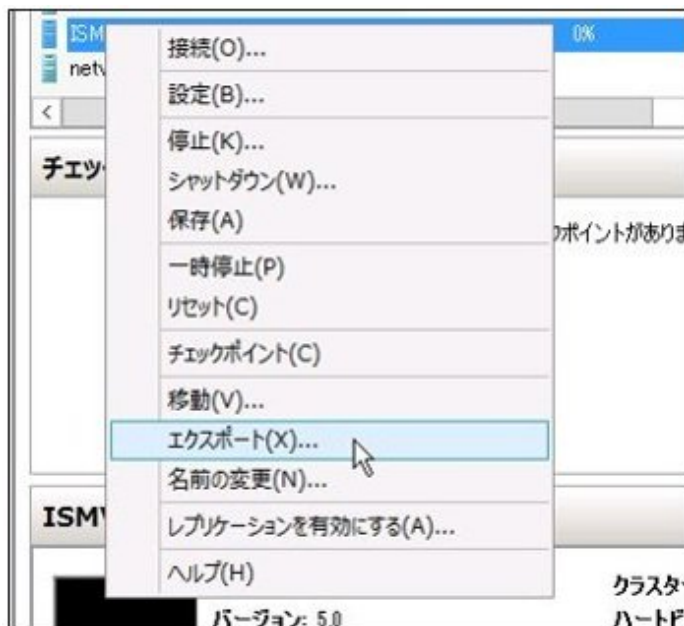 ISM
0%
netv
接続(O)...
設定(B)...
停止(K)...
シャットダウン(W)...
保存(A)
一時停止(P)
リセット(C)
チェックポイント(C)
移動(V)...
エクスポート(X)...
名前の変更(N)...
レプリケーションを有効にする(A)...
ヘルプ(H)
チェッ
ポイントがありま
ISMV
クラスタ
バージョン: 5.0
ハートビ